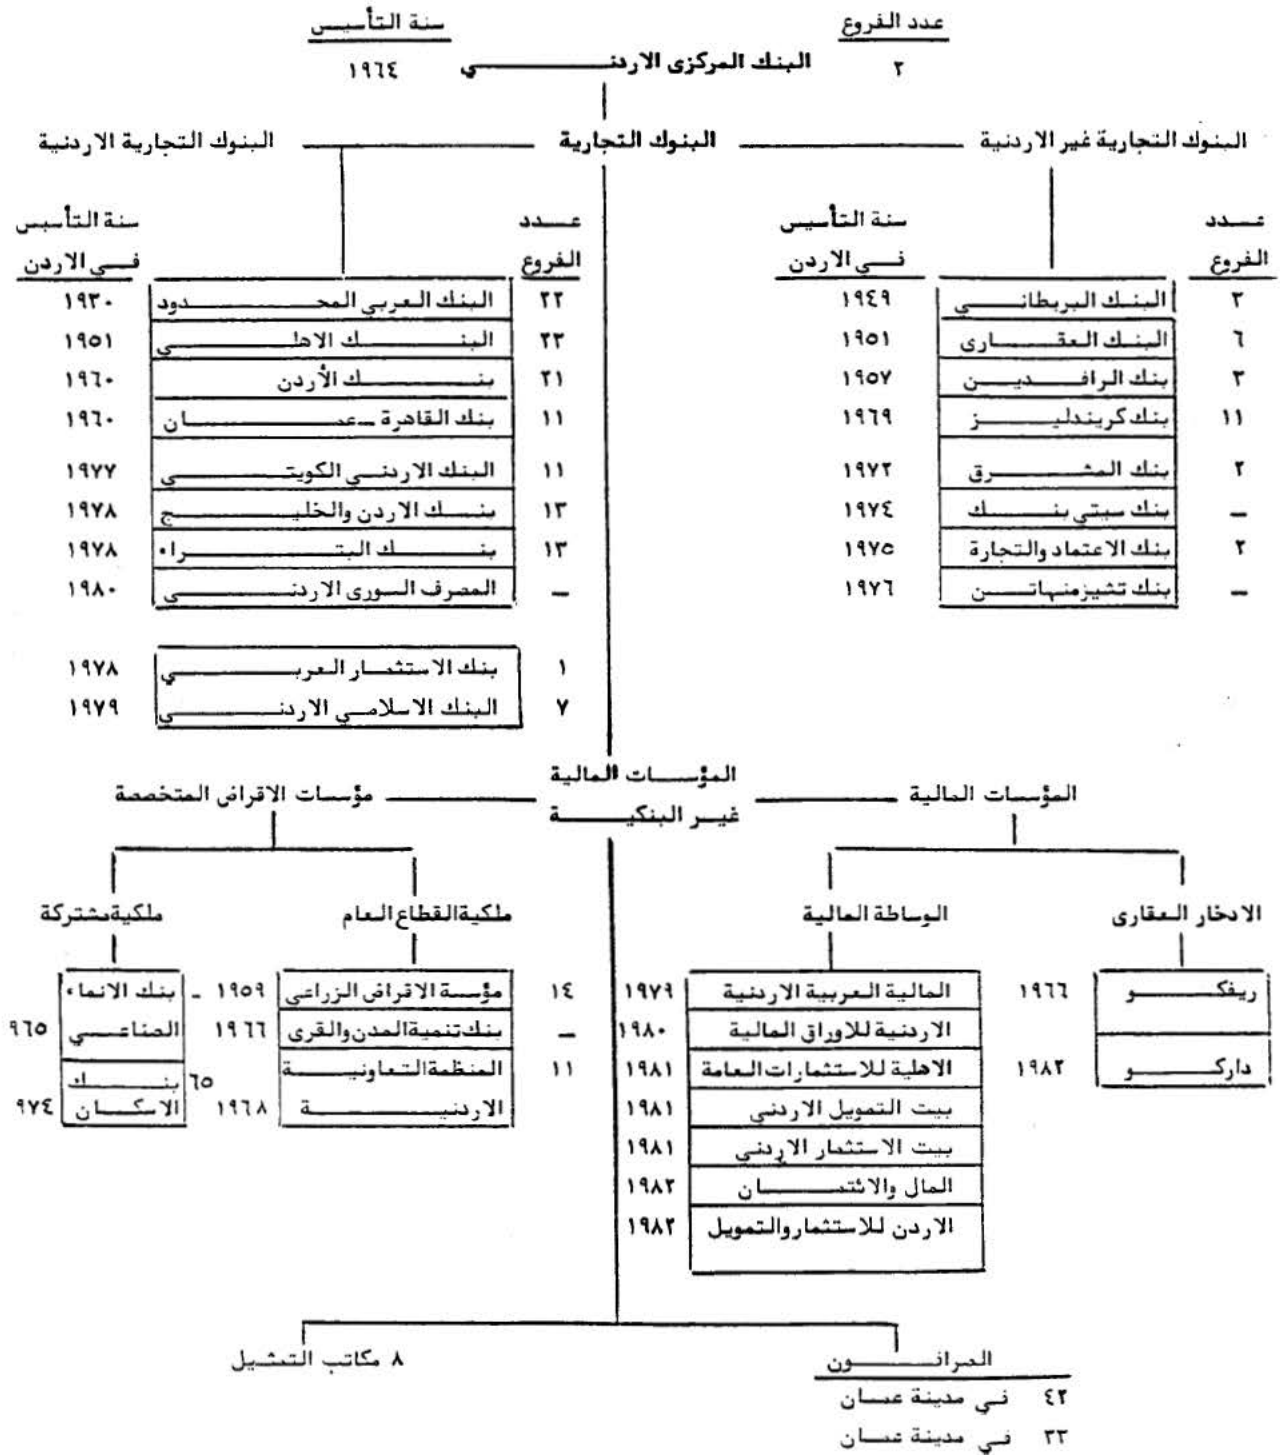 عدد الفروع سنة التأسيس
٢ البنك المركزى الاردني ١٩٦٤
البنوك التجارية غير الاردنية البنوك التجارية البنوك التجارية الاردنية
عدد سنة التأسيس
الفروع في الاردن
٣ البنك البريطاني ١٩٤٩
٦ البنك العقارى ١٩٥١
٣ بنك الرافدين ١٩٥٧
١١ بنك كريندليز ١٩٦٩
٢ بنك المشرق ١٩٧٢
– بنك سيتي بنك ١٩٧٤
٢ بنك الاعتماد والتجارة ١٩٧٥
– بنك تشيزمنهاتن ١٩٧٦
عدد سنة التأسيس
الفروع في الاردن
٢٢ البنك العربي المحدود ١٩٣٠
٢٣ البنك الاهلي ١٩٥١
٢١ بنك الأردن ١٩٦٠
١١ بنك القاهرة – عمان ١٩٦٠
١١ البنك الاردني الكويتي ١٩٧٧
١٣ بنك الاردن والخليج ١٩٧٨
١٣ بنك البتراء ١٩٧٨
– المصرف السورى الاردني ١٩٨٠
١ بنك الاستثمار العربي ١٩٧٨
٧ البنك الاسلامي الاردني ١٩٧٩
المؤسسات المالية
غير البنكية
المؤسسات المالية مؤسسات الاقراض المتخصصة
الادخار العقارى الوساطة المالية ملكية القطاع العام ملكية مشتركة
ريفكو ١٩٦٦
داركو ١٩٨٢
المالية العربية الاردنية ١٩٧٩
الاردنية للاوراق المالية ١٩٨٠
الاهلية للاستثمارات العامة ١٩٨١
بيت التمويل الاردني ١٩٨١
بيت الاستثمار الاردني ١٩٨١
المال والائتمان ١٩٨٢
الاردن للاستثمار والتمويل ١٩٨٢
١٤ مؤسسة الاقراض الزراعي ١٩٥٩
– بنك تنمية المدن والقرى ١٩٦٦
١١ المنظمة التعاونية
الاردنية ١٩٦٨
– بنك الانماء
الصناعي ٩٦٥
٦٥ بنك
الاسكان ٩٧٤
الصرافون ٨ مكاتب التمثيل
٤٢ في مدينة عمان
٣٣ في مدينة عمان